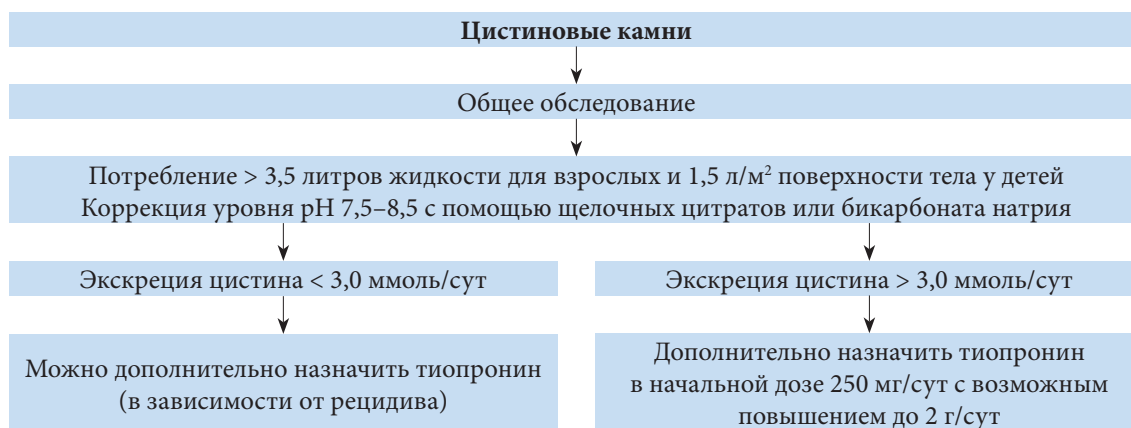 Цистиновые камни
Общее обследование
Потребление > 3,5 литров жидкости для взрослых и 1,5 л/м² поверхности тела у детей
Коррекция уровня pH 7,5–8,5 с помощью щелочных цитратов или бикарбоната натрия
Экскреция цистина < 3,0 ммоль/сут
Экскреция цистина > 3,0 ммоль/сут
Можно дополнительно назначить тиопронин
(в зависимости от рецидива)
Дополнительно назначить тиопронин
в начальной дозе 250 мг/сут с возможным
повышением до 2 г/сут